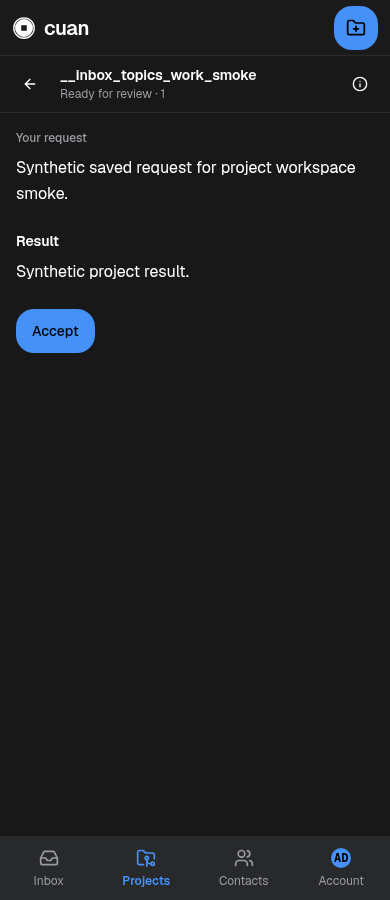 cuan
__inbox_topics_work_smoke
Ready for review · 1
Your request
Synthetic saved request for project workspace
smoke.
Result
Synthetic project result.
Accept
AD
Inbox
Projects
Contacts
Account